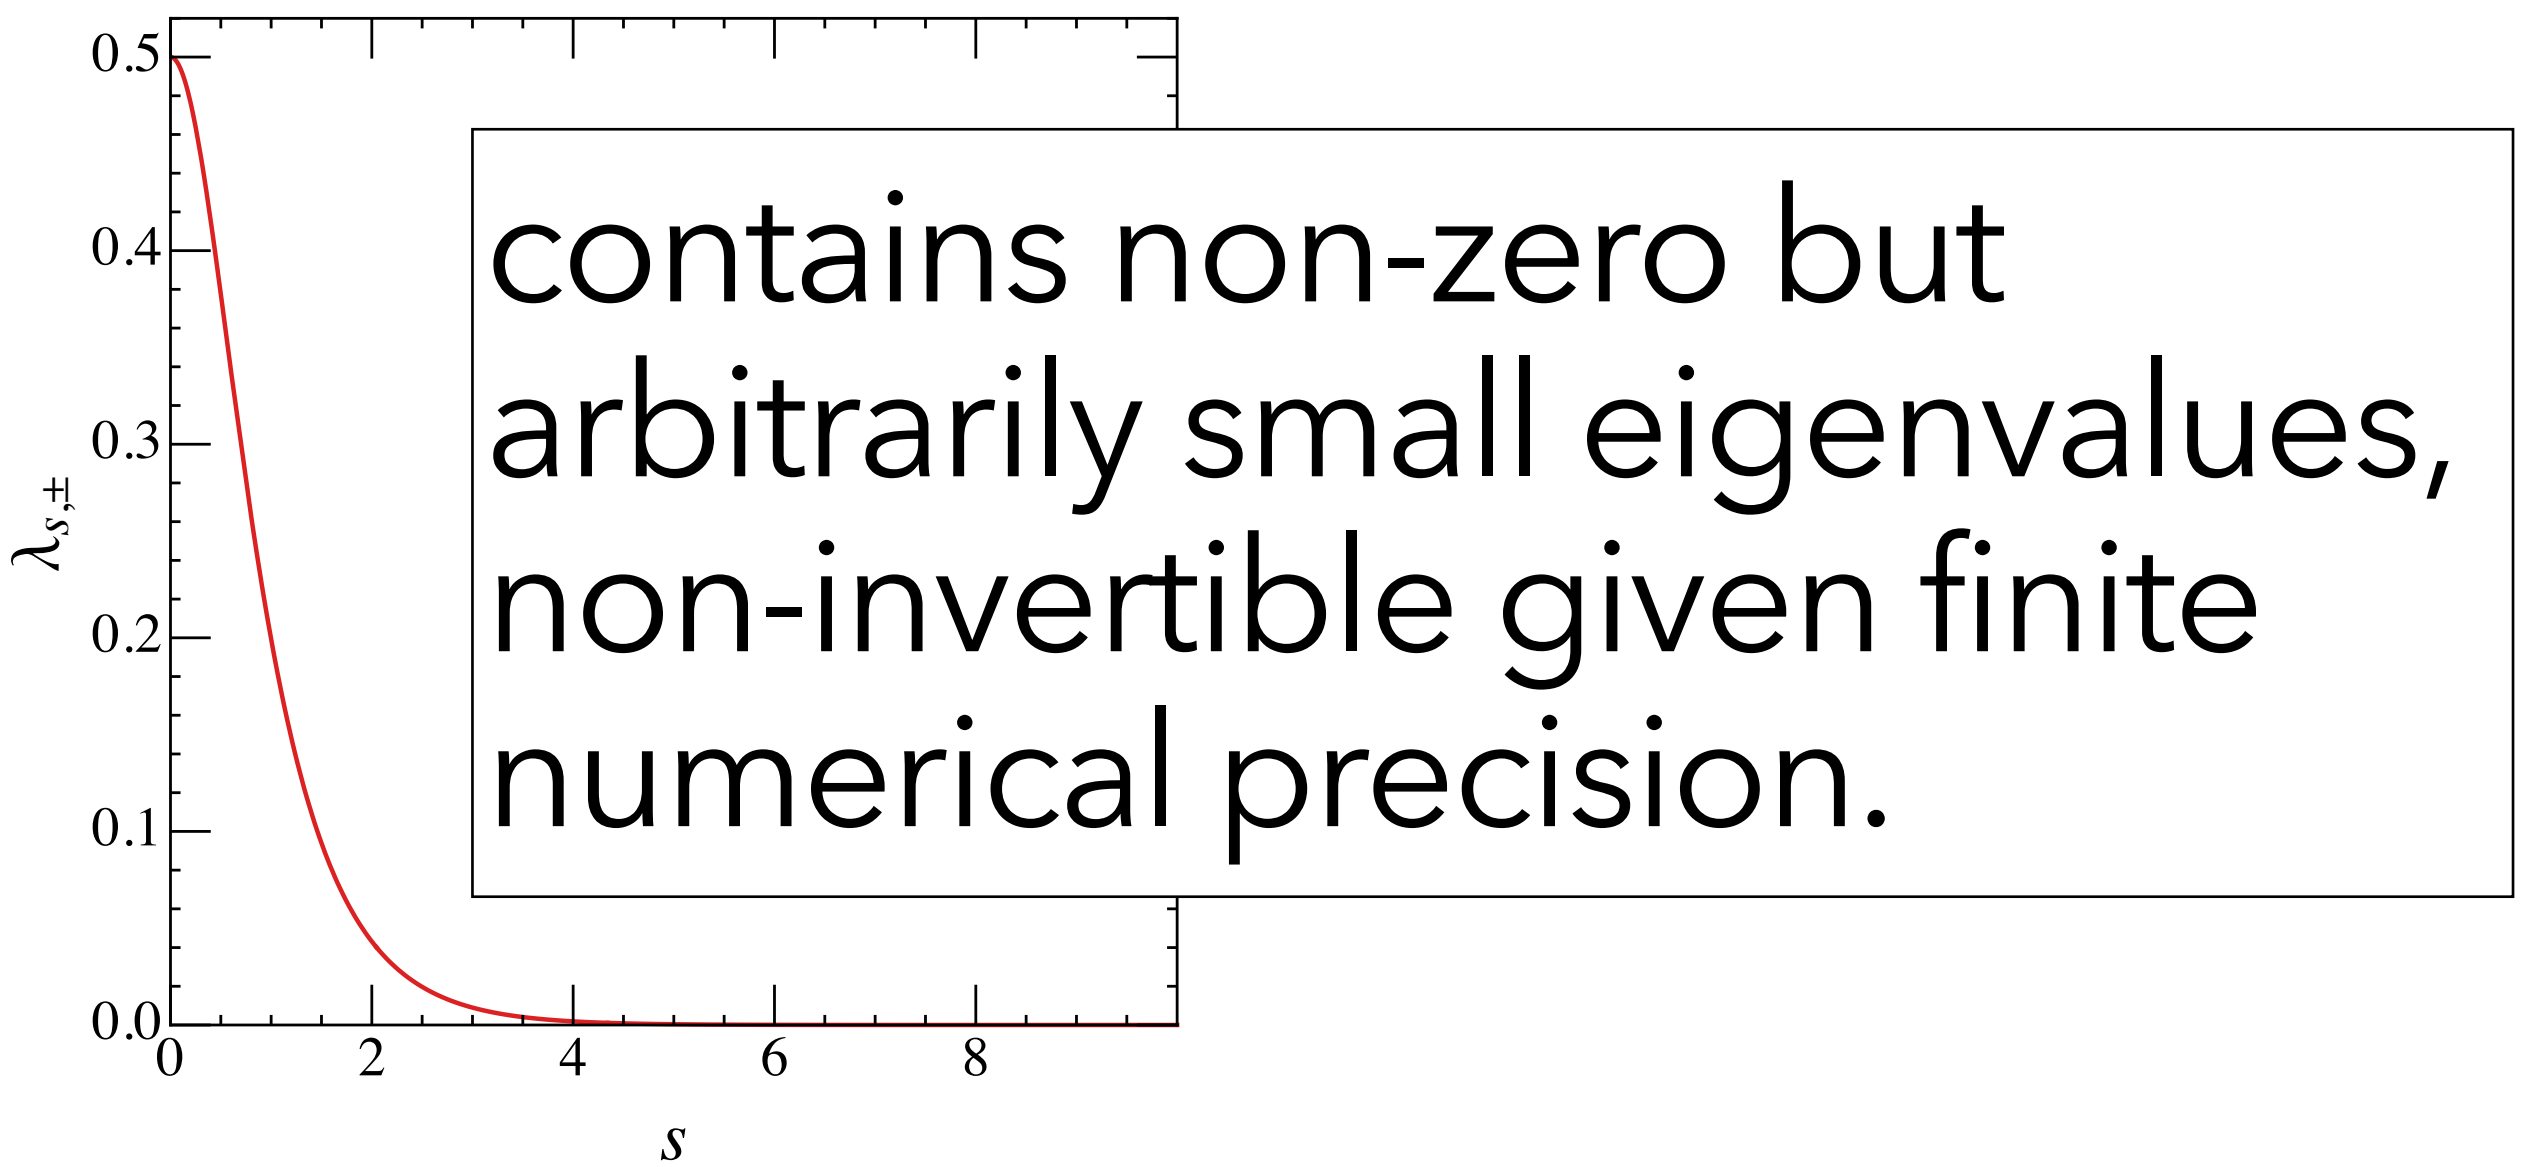 0.5
0.4
0.3
0.2
0.1
0.0
λs,±
0 2 4 6 8
s
contains non-zero but
arbitrarily small eigenvalues,
non-invertible given finite
numerical precision.